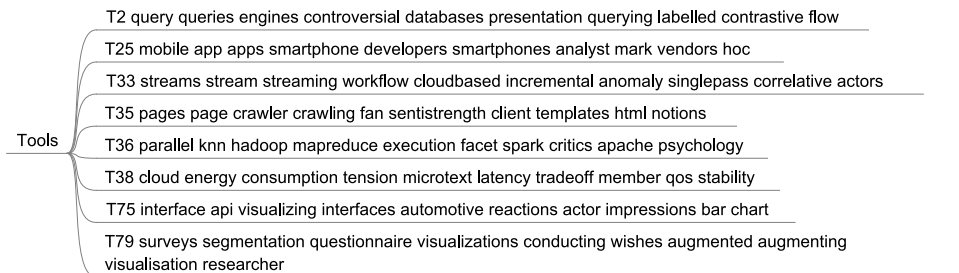 T2 query queries engines controversial databases presentation querying labelled contrastive flow
T25 mobile app apps smartphone developers smartphones analyst mark vendors hoc
T33 streams stream streaming workflow cloudbased incremental anomaly singlepass correlative actors
T35 pages page crawler crawling fan sentistrength client templates html notions
Tools
T36 parallel knn hadoop mapreduce execution facet spark critics apache psychology
T38 cloud energy consumption tension microtext latency tradeoff member qos stability
T75 interface api visualizing interfaces automotive reactions actor impressions bar chart
T79 surveys segmentation questionnaire visualizations conducting wishes augmented augmenting
visualisation researcher